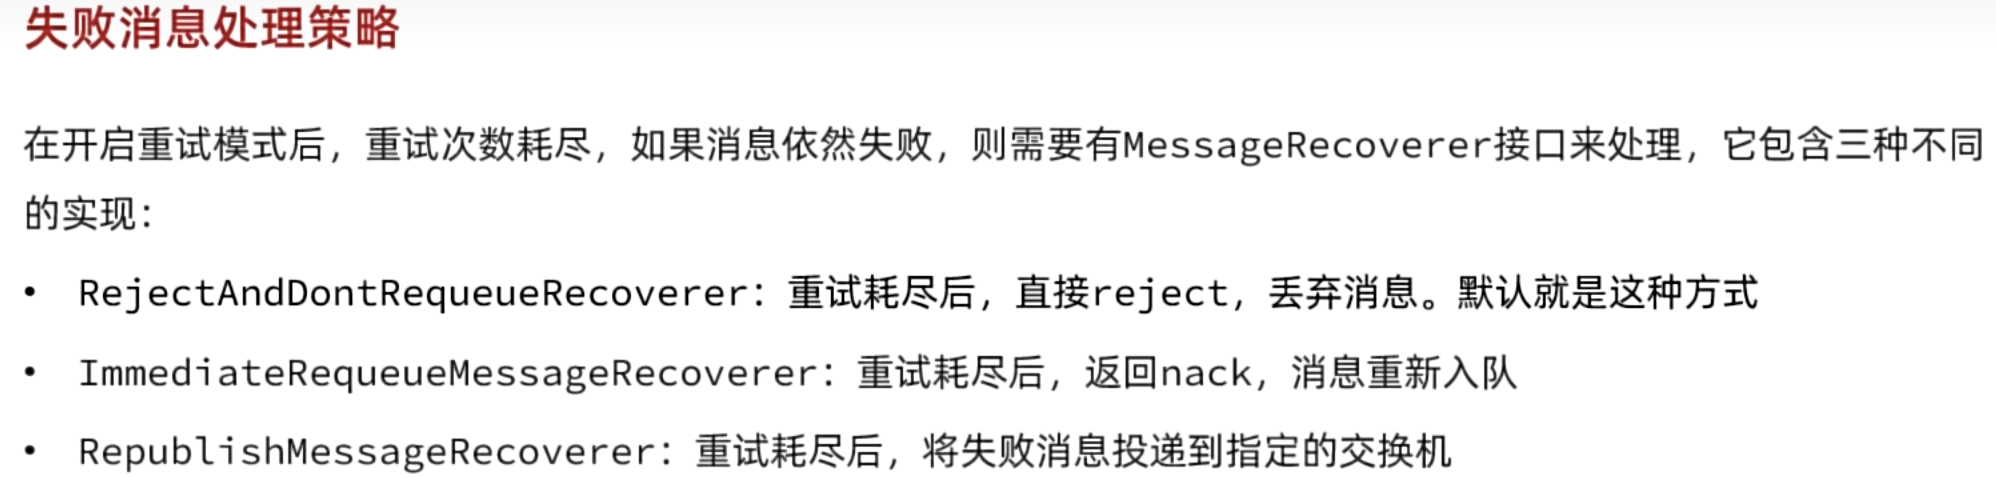 失败消息处理策略
在开启重试模式后，重试次数耗尽，如果消息依然失败，则需要有MessageRecoverer接口来处理，它包含三种不同
的实现：
• RejectAndDontRequeueRecoverer：重试耗尽后，直接reject，丢弃消息。默认就是这种方式
• ImmediateRequeueMessageRecoverer：重试耗尽后，返回nack，消息重新入队
• RepublishMessageRecoverer：重试耗尽后，将失败消息投递到指定的交换机